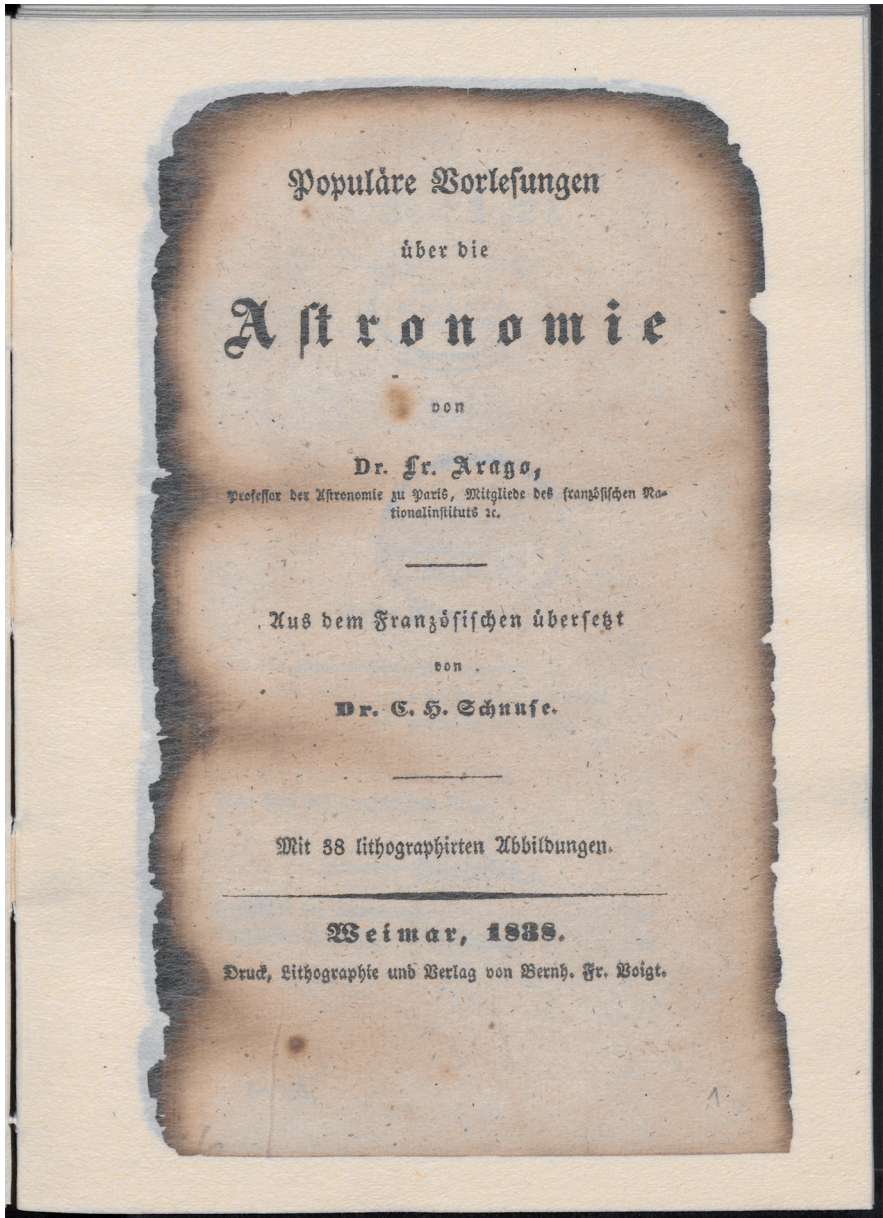 Populäre Vorlesungen
über die
Astronomie
von
Dr. Fr. Arago,
Professor der Astronomie zu Paris, Mitgliede des französischen Na-
tionalinstituts ꝛc.
Aus dem Französischen übersetzt
von
Dr. C. H. Schnuse.
Mit 38 lithographirten Abbildungen.
Weimar, 1838.
Druck, Lithographie und Verlag von Bernh. Fr. Voigt.
1